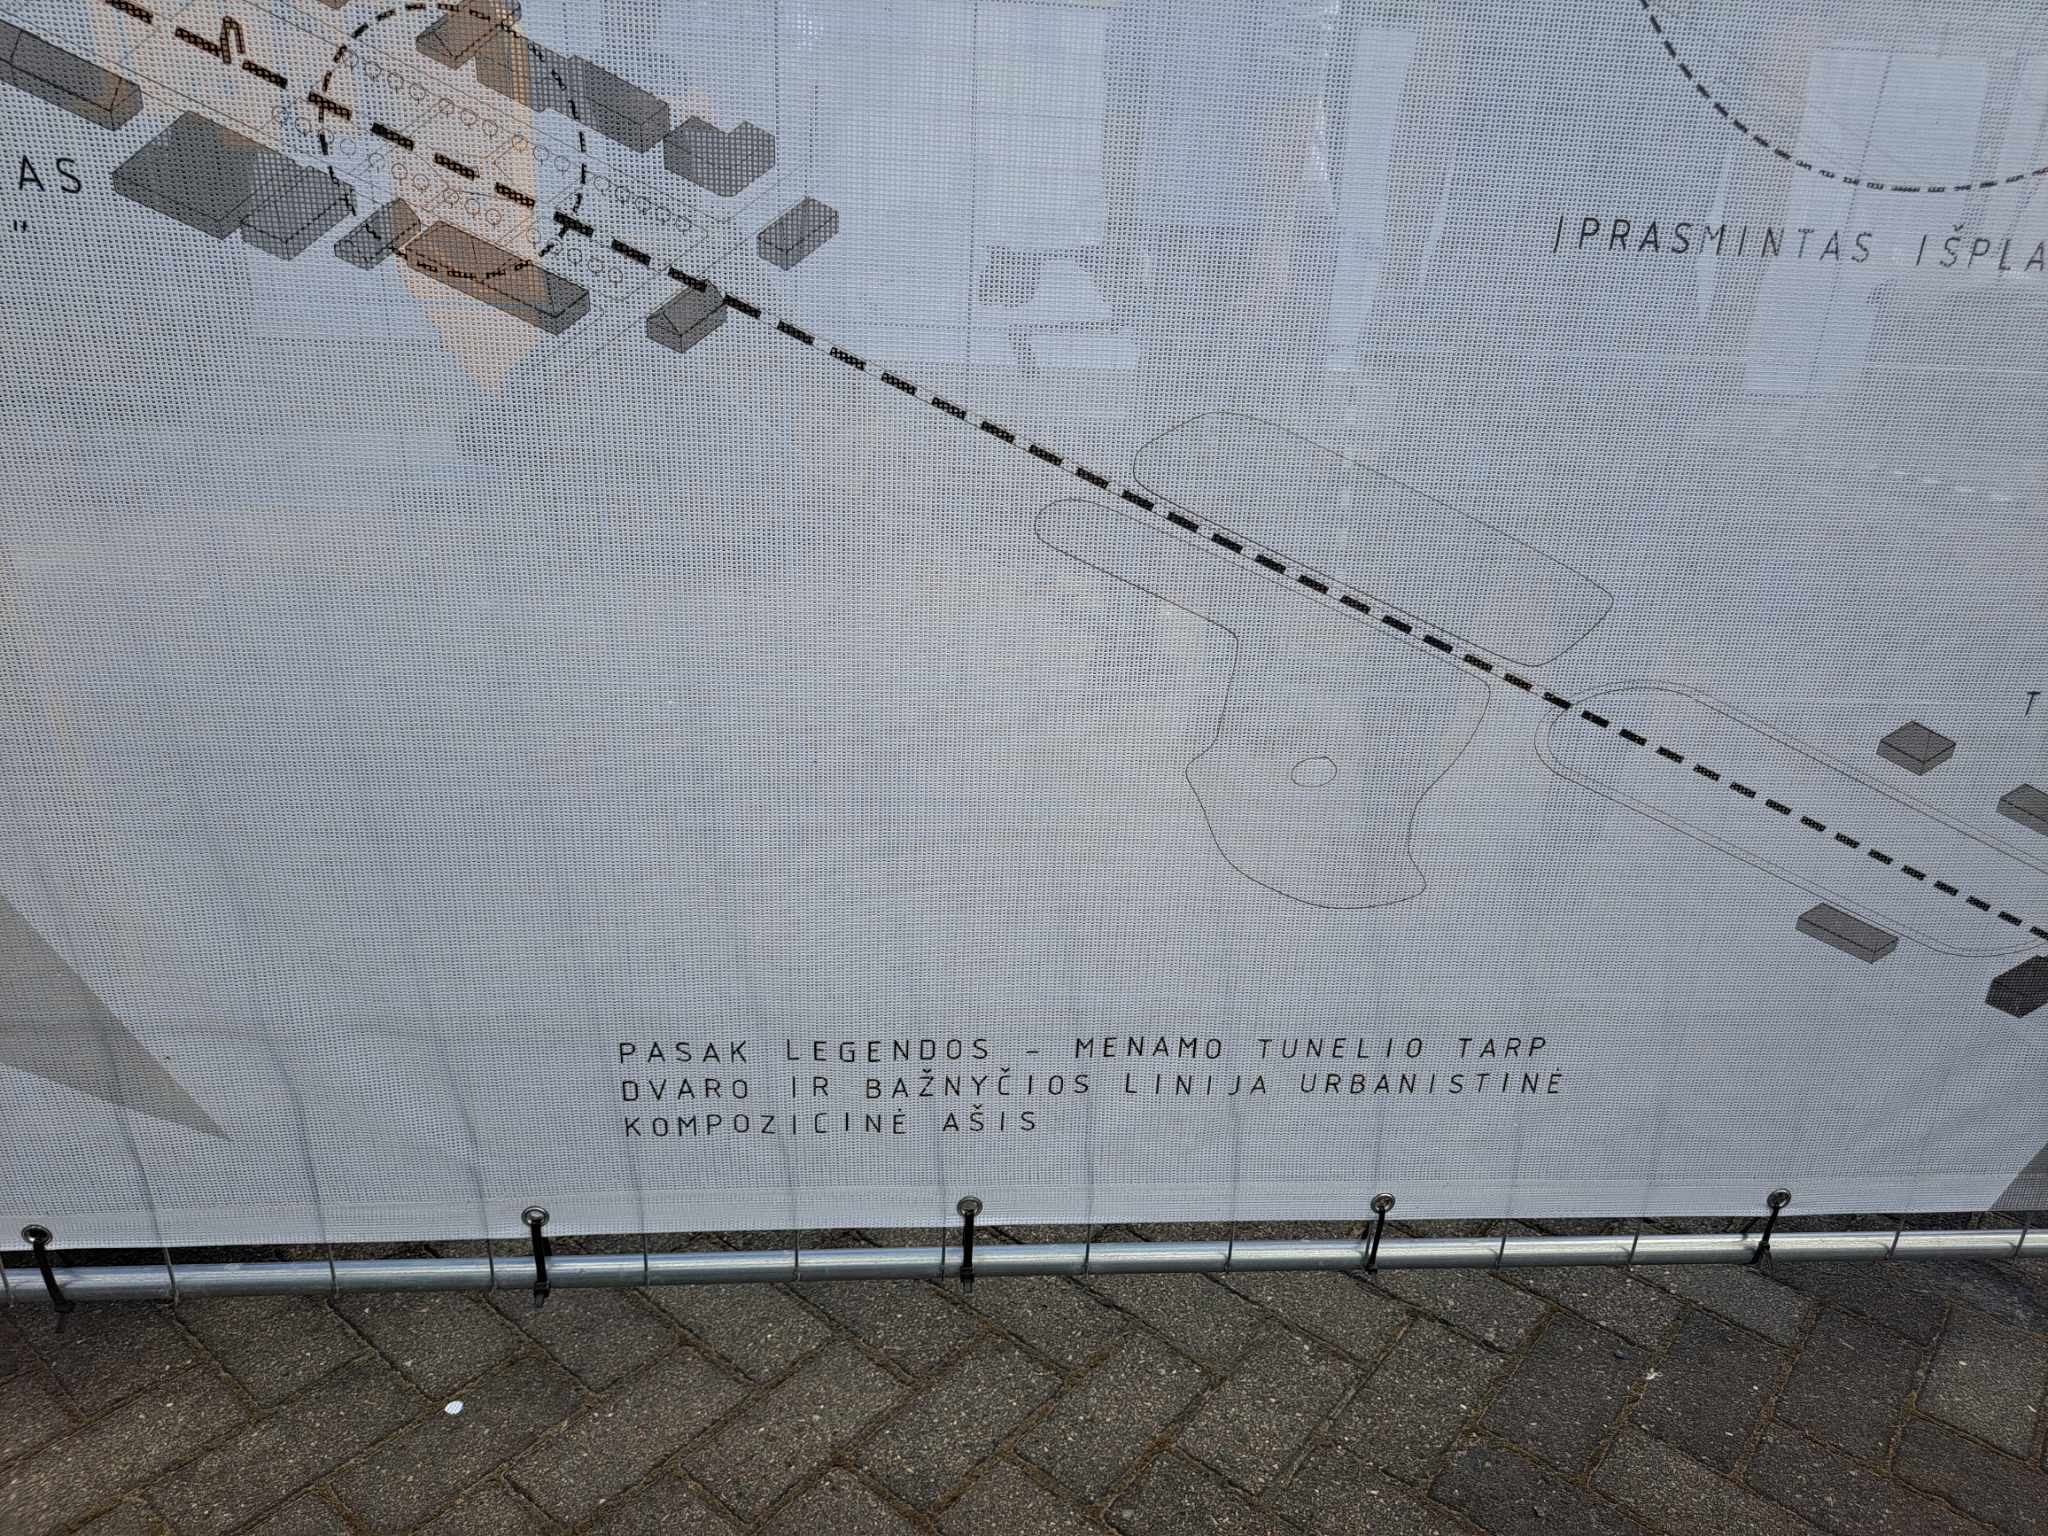 AS
"
ĮPRASMINTAS IŠPLA
T
PASAK LEGENDOS – MENAMO TUNELIO TARP
DVARO IR BAŽNYČIOS LINIJA URBANISTINĖ
KOMPOZICINĖ AŠIS